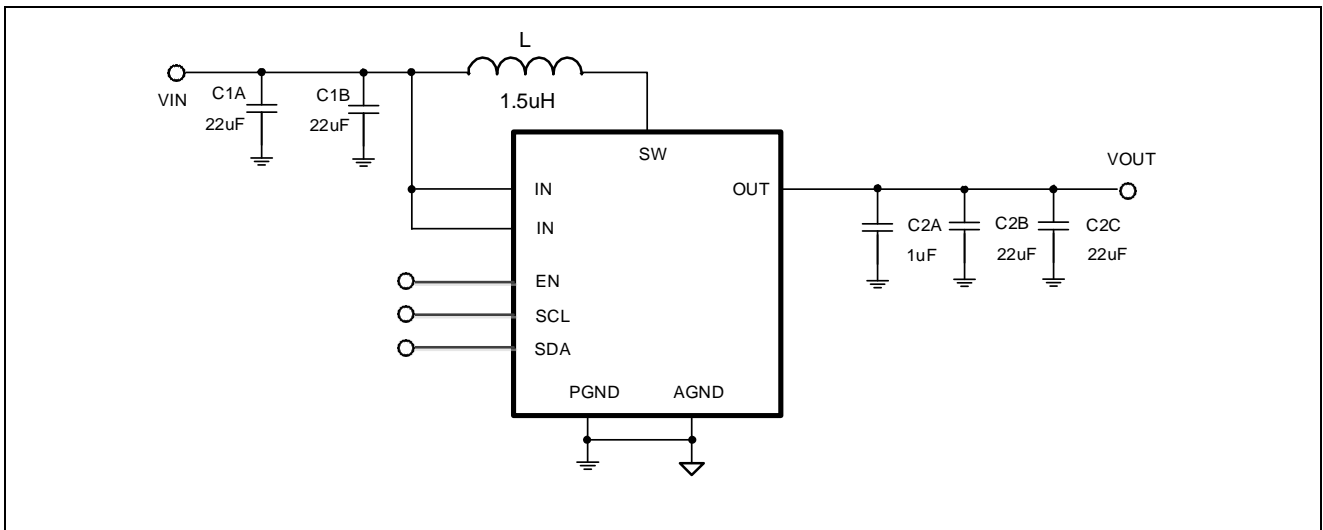 L
1.5uH
VIN
C1A
22uF
C1B
22uF
SW
IN
OUT
IN
EN
SCL
SDA
PGND
AGND
VOUT
C2A
1uF
C2B
22uF
C2C
22uF